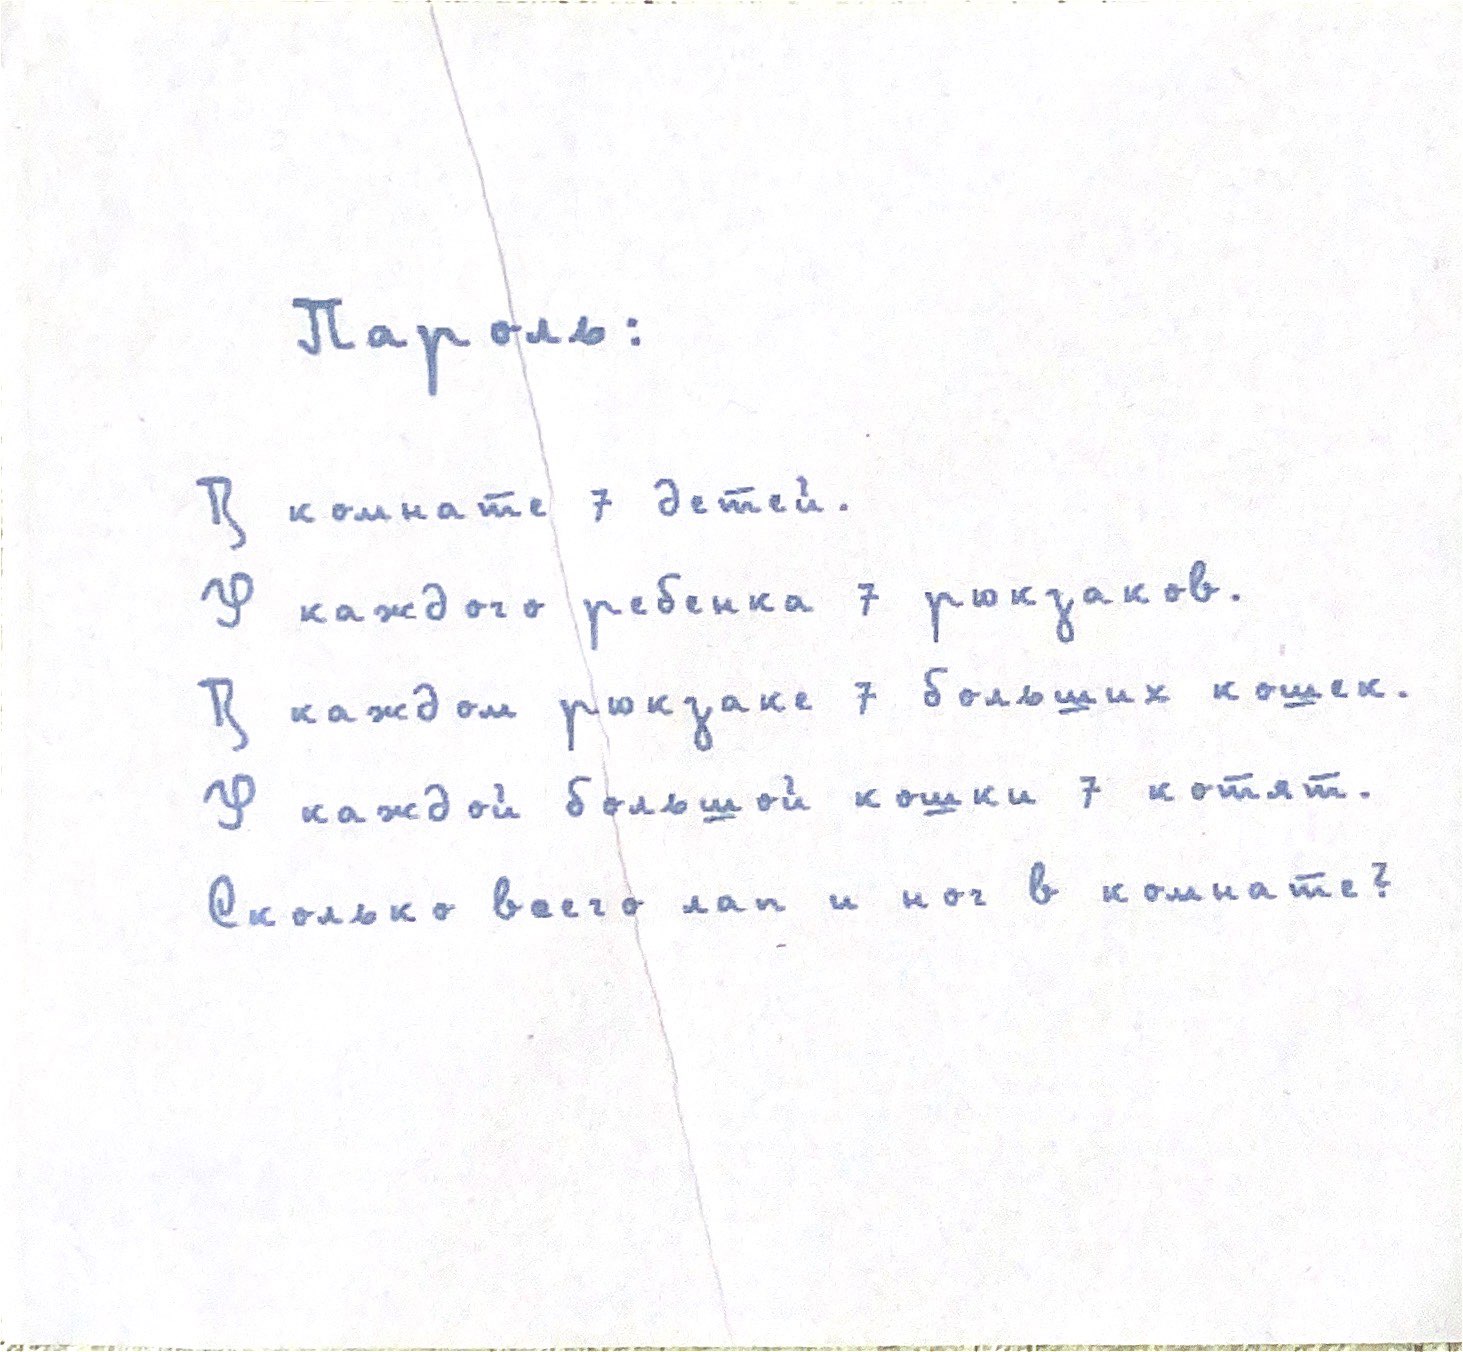 Пароль:
В комнате 7 детей.
У каждого ребенка 7 рюкзаков.
В каждом рюкзаке 7 больших кошек.
У каждой большой кошки 7 котят.
Сколько всего лап и ног в комнате?